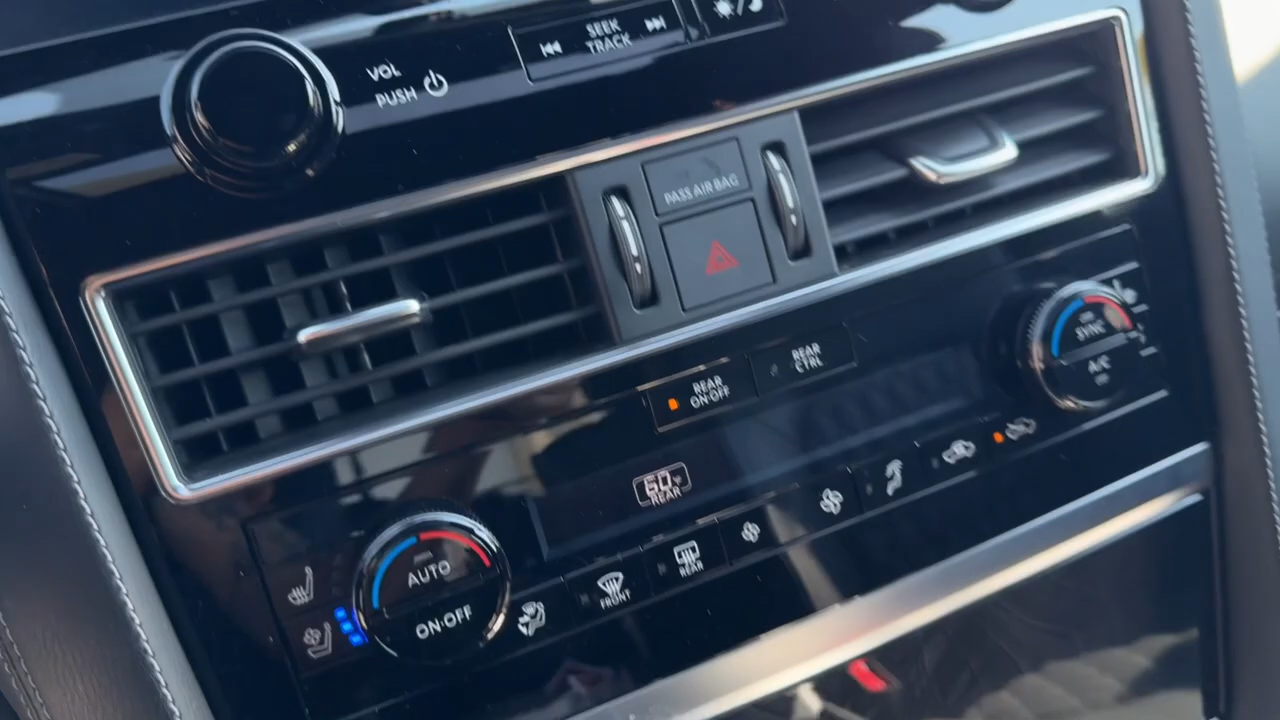 SEEK
TRACK
VOL
PUSH
PASS AIR BAG
SYNC
A/C
REAR
CTRL
REAR
ON·OFF
60°F
REAR
AUTO
ON·OFF
REAR
FRONT